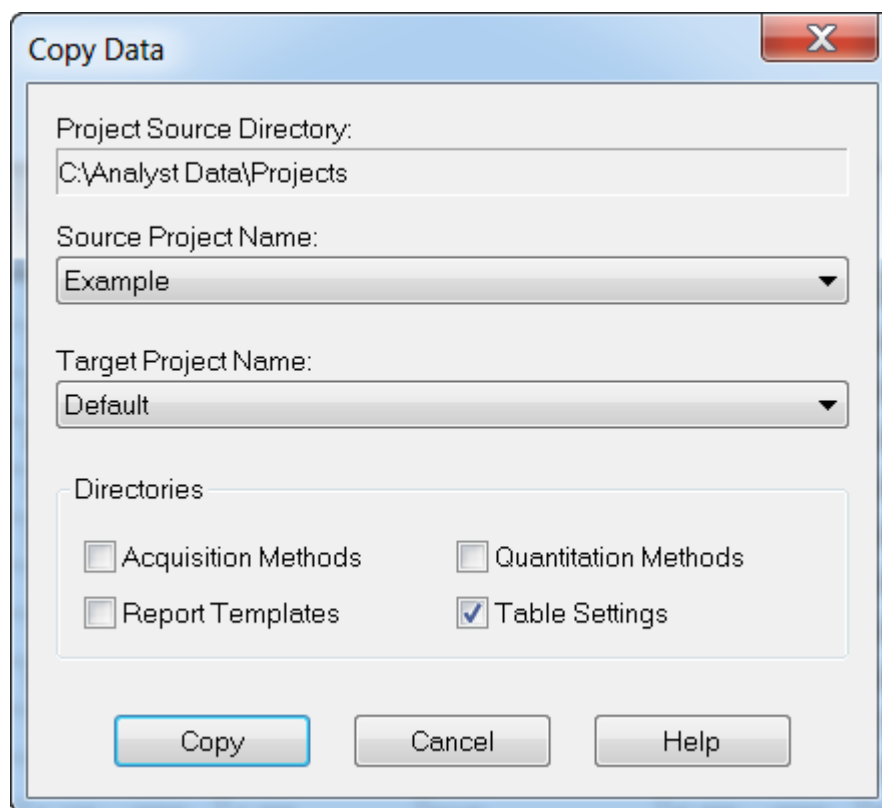 Copy Data
Project Source Directory:
C:\Analyst Data\Projects
Source Project Name:
Example
Target Project Name:
Default
Directories
Acquisition Methods Quantitation Methods
Report Templates Table Settings
Copy Cancel Help